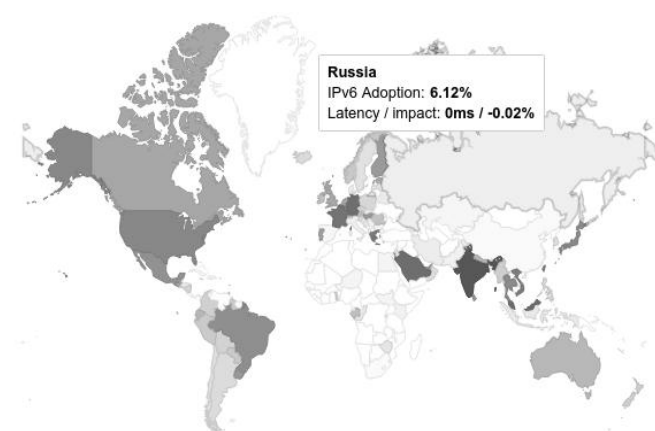 Russia
IPv6 Adoption: 6.12%
Latency / impact: 0ms / -0.02%